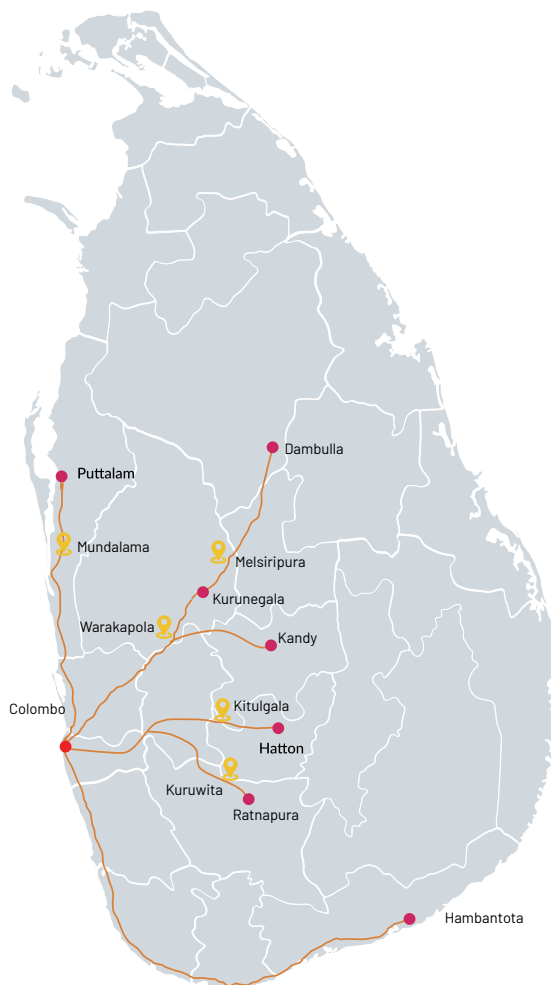 Dambulla
Puttalam
Mundalama
Melsiripura
Kurunegala
Warakapola
Kandy
Colombo
Kitulgala
Hatton
Kuruwita
Ratnapura
Hambantota